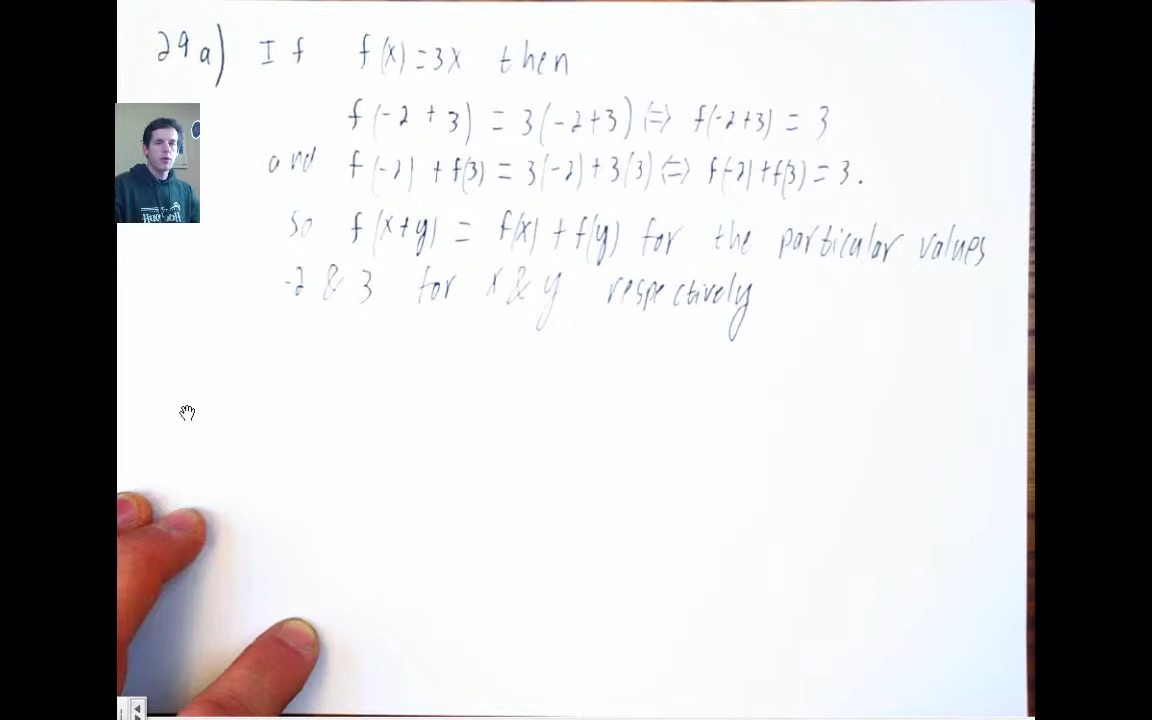 29a) If f(x)=3x then
f(-2+3) = 3(-2+3) ⇔ f(-2+3) = 3
and f(-2) + f(3) = 3(-2)+3(3) ⇔ f(-2)+f(3)=3.
So f(x+y) = f(x) + f(y) for the particular values
-2 & 3 for x & y respectively